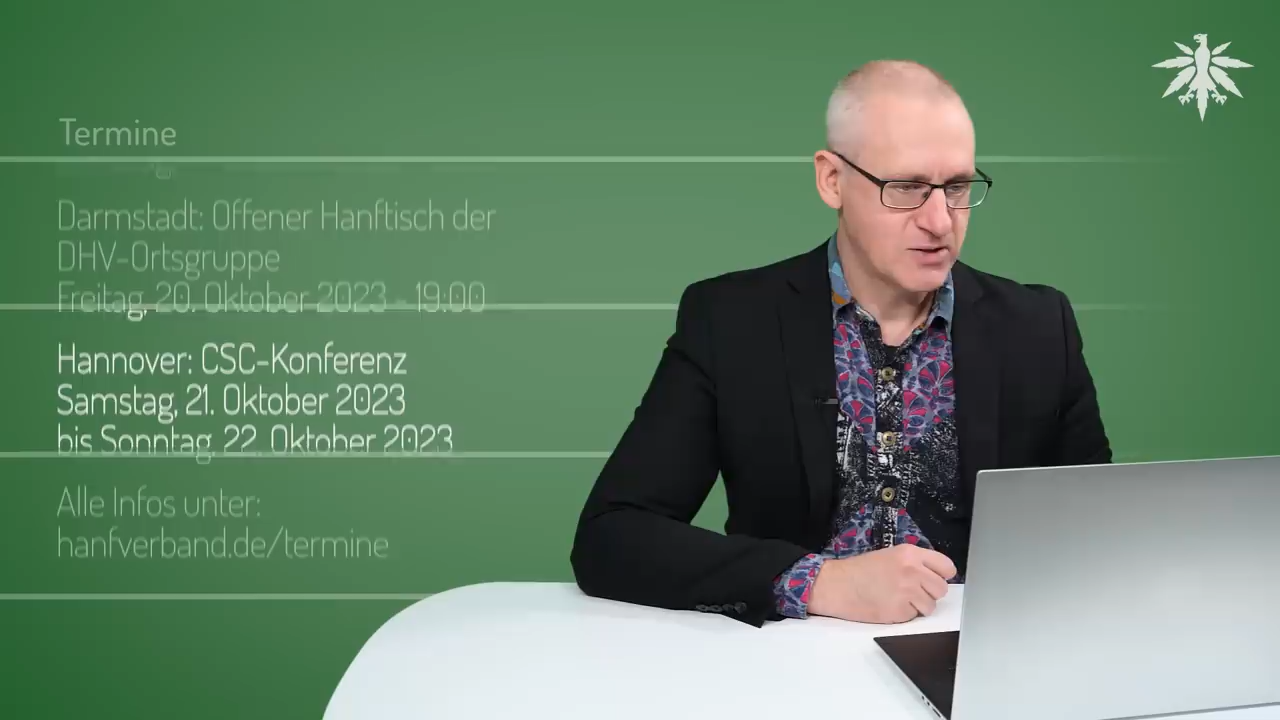 Termine
Darmstadt: Offener Hanftisch der
DHV-Ortsgruppe
Freitag, 20. Oktober 2023 - 19:00
Hannover: CSC-Konferenz
Samstag, 21. Oktober 2023
bis Sonntag, 22. Oktober 2023
Alle Infos unter:
hanfverband.de/termine